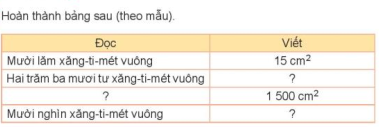 Hoàn thành bảng sau (theo mẫu).
Đọc Viết
Mười lăm xăng-ti-mét vuông 15 cm²
Hai trăm ba mươi tư xăng-ti-mét vuông ?
? 1 500 cm²
Mười nghìn xăng-ti-mét vuông ?